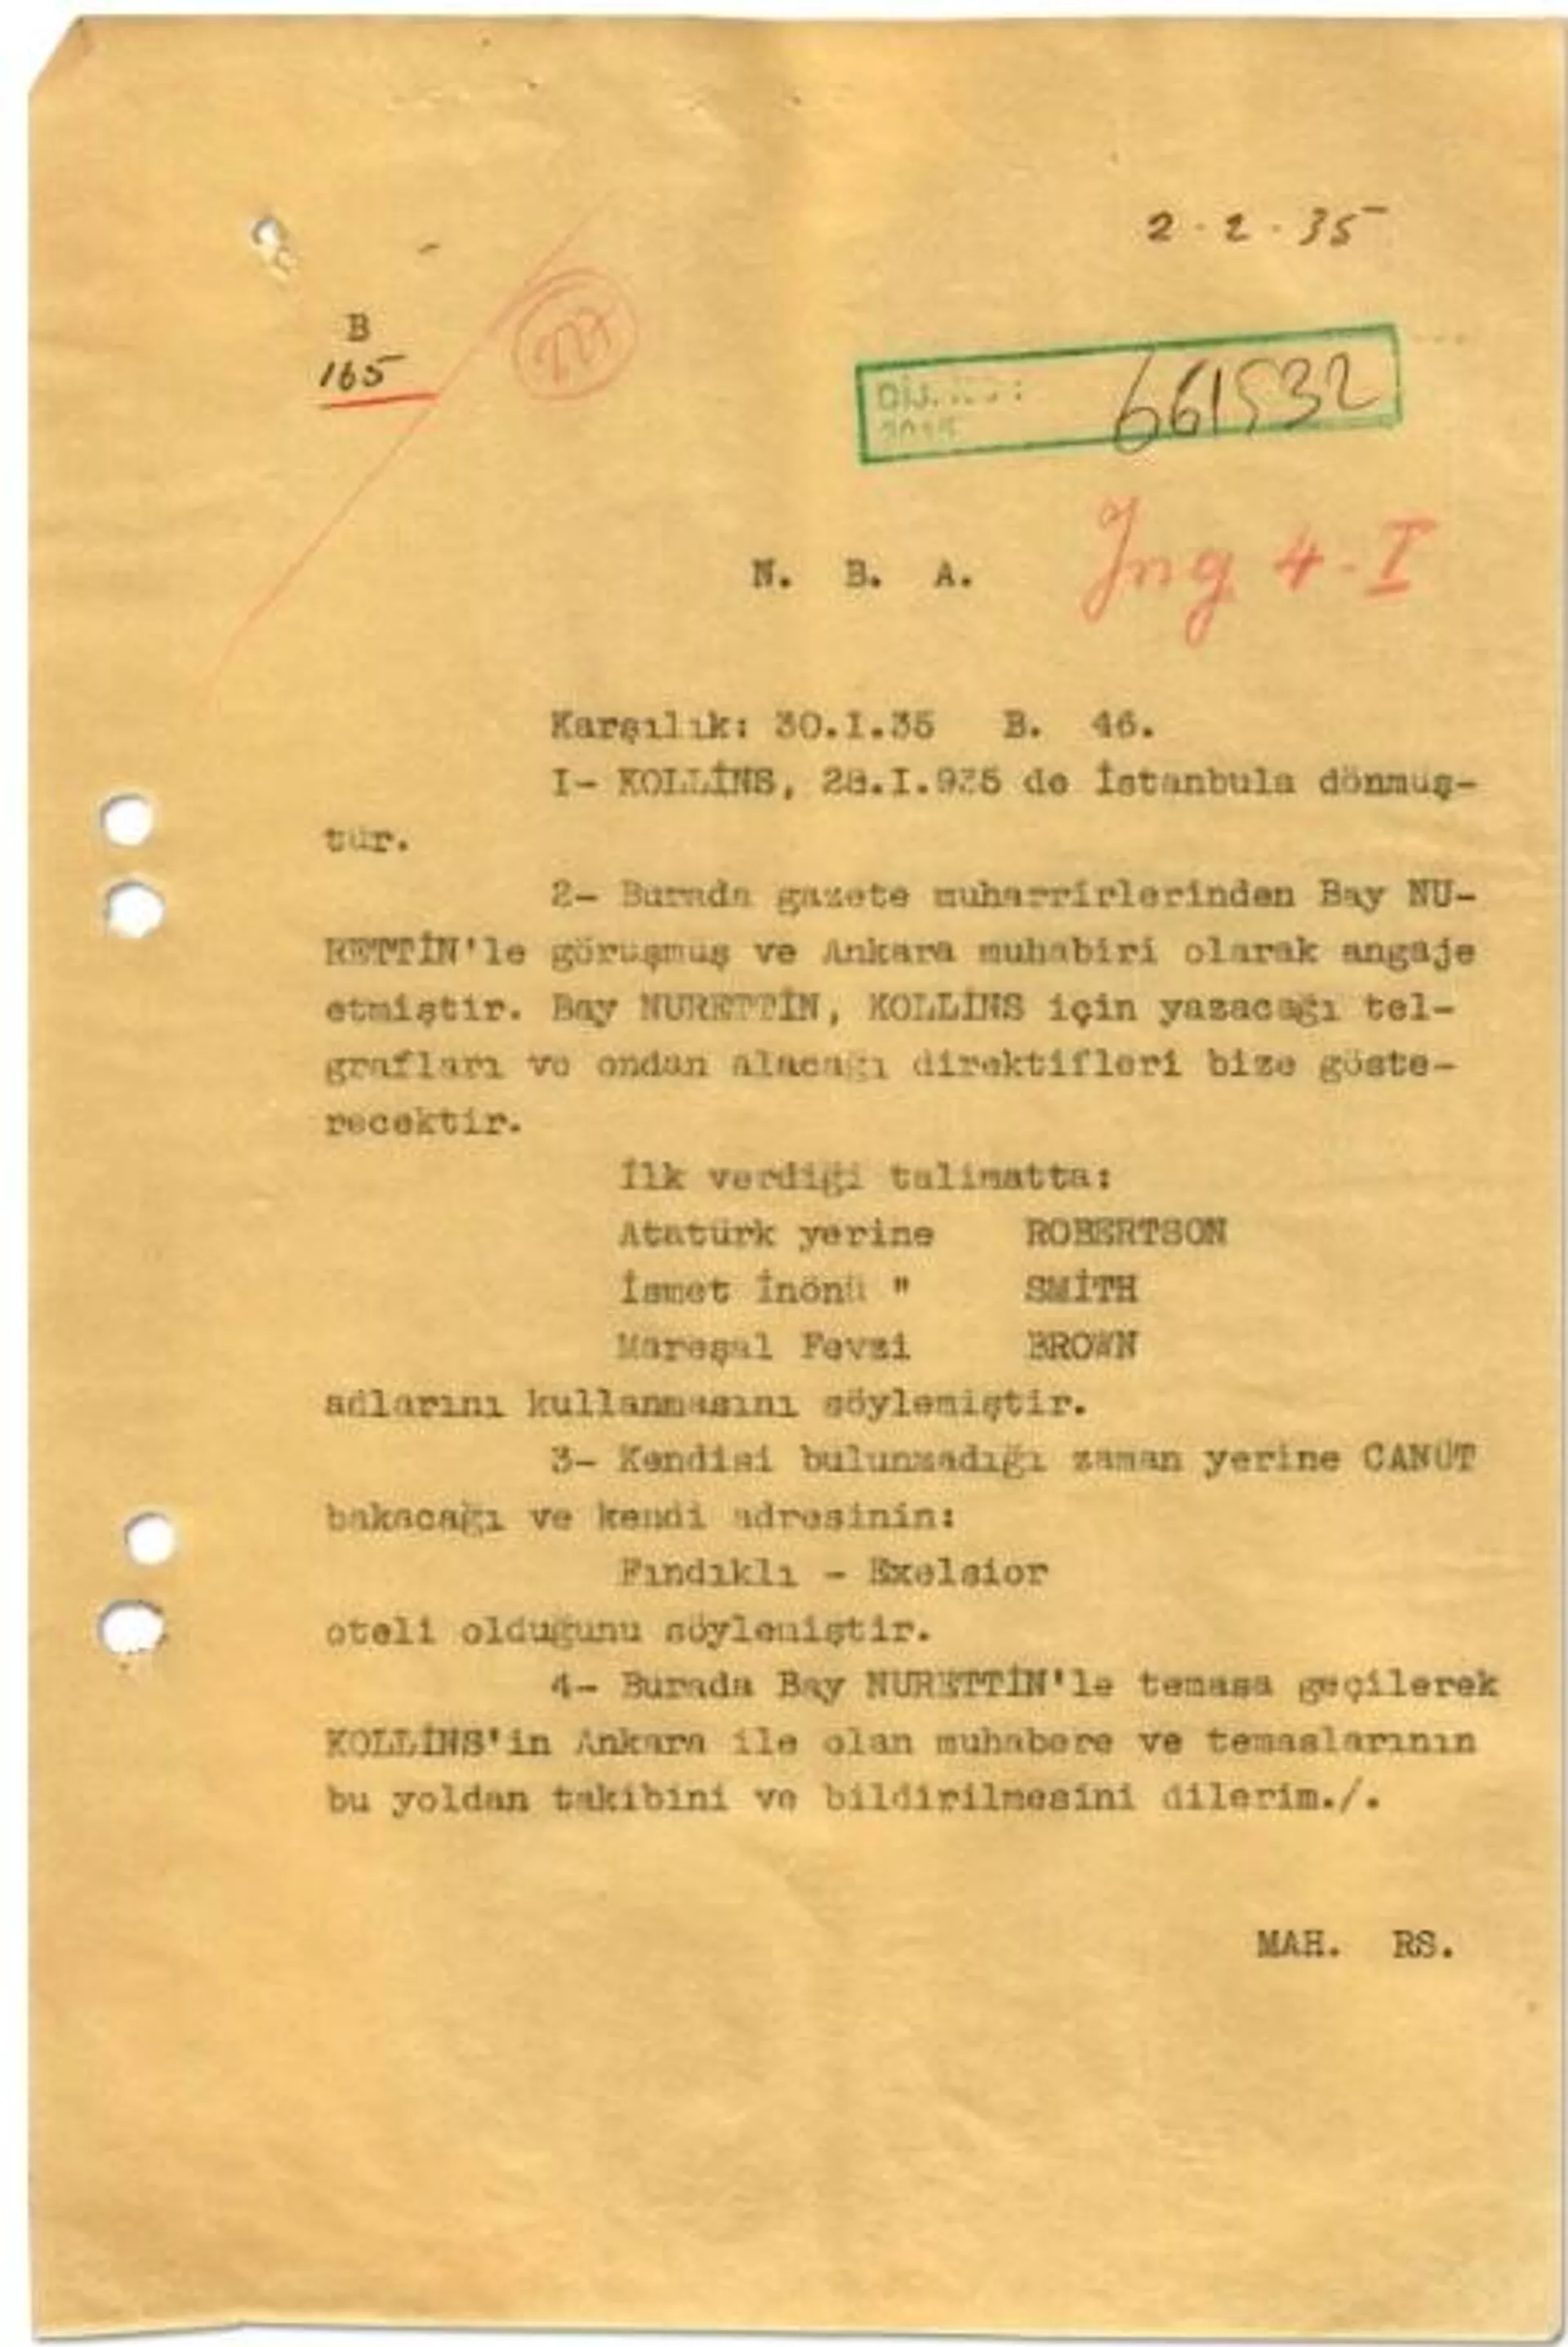 2-2-35
B
165
DİJ.
661532
N. B. A.
Ing 4-I
Karşılık: 30.I.35 B. 46.
I- KOLLİNS, 28.I.935 de İstanbula dönmüş-
tür.
2- Burada gazete muharrirlerinden Bay NU-
RETTİN'le görüşmüş ve Ankara muhabiri olarak angaje
etmiştir. Bay NURETTİN, KOLLİNS için yazacağı tel-
grafları ve ondan alacağı direktifleri bize göste-
recektir.
İlk verdiği talimatta:
Atatürk yerine ROBERTSON
İsmet İnönü " SMİTH
Mareşal Fevzi BROWN
adlarını kullanmasını söylemiştir.
3- Kendisi bulunmadığı zaman yerine CANÜT
bakacağı ve kendi adresinin:
Fındıklı - Exelsior
oteli olduğunu söylemiştir.
4- Burada Bay NURETTİN'le temasa geçilerek
KOLLİNS'in Ankara ile olan muhabere ve temaslarının
bu yoldan takibini ve bildirilmesini dilerim./.
MAH. RS.